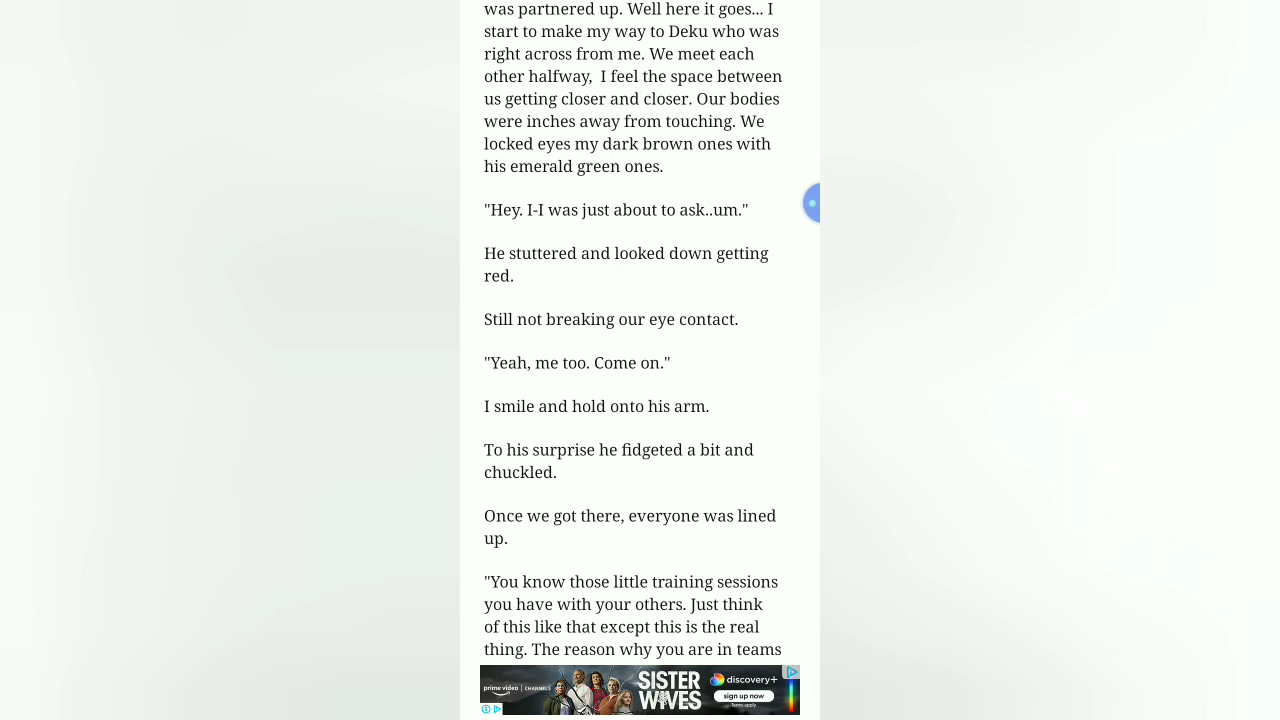 was partnered up. Well here it goes... I
start to make my way to Deku who was
right across from me. We meet each
other halfway,  I feel the space between
us getting closer and closer. Our bodies
were inches away from touching. We
locked eyes my dark brown ones with
his emerald green ones.
"Hey. I-I was just about to ask..um."
He stuttered and looked down getting
red.
Still not breaking our eye contact.
"Yeah, me too. Come on."
I smile and hold onto his arm.
To his surprise he fidgeted a bit and
chuckled.
Once we got there, everyone was lined
up.
"You know those little training sessions
you have with your others. Just think
of this like that except this is the real
thing. The reason why you are in teams
prime video | CHANNELS
SISTER
WIVES
discovery+
sign up now
Terms apply.